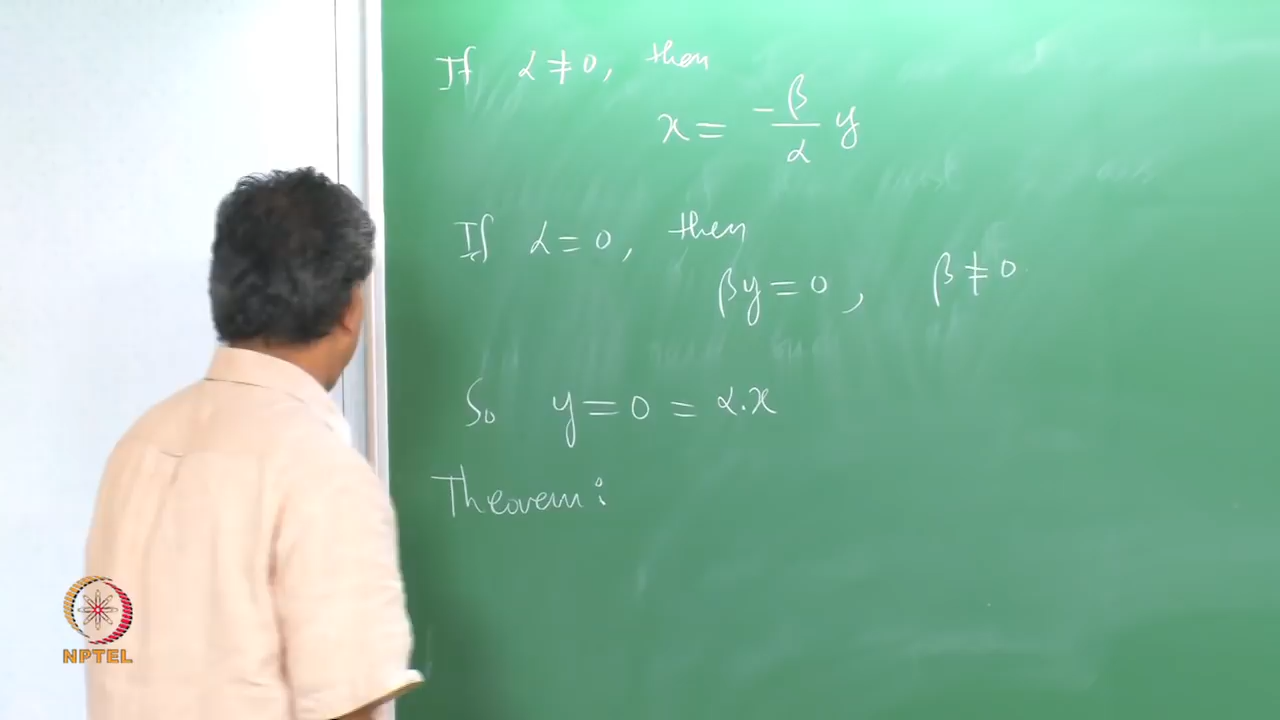 If α ≠ 0, then
x = -β/α y
If α = 0, then
βy = 0, β ≠ 0.
So y = 0 = α.x
Theorem:
NPTEL